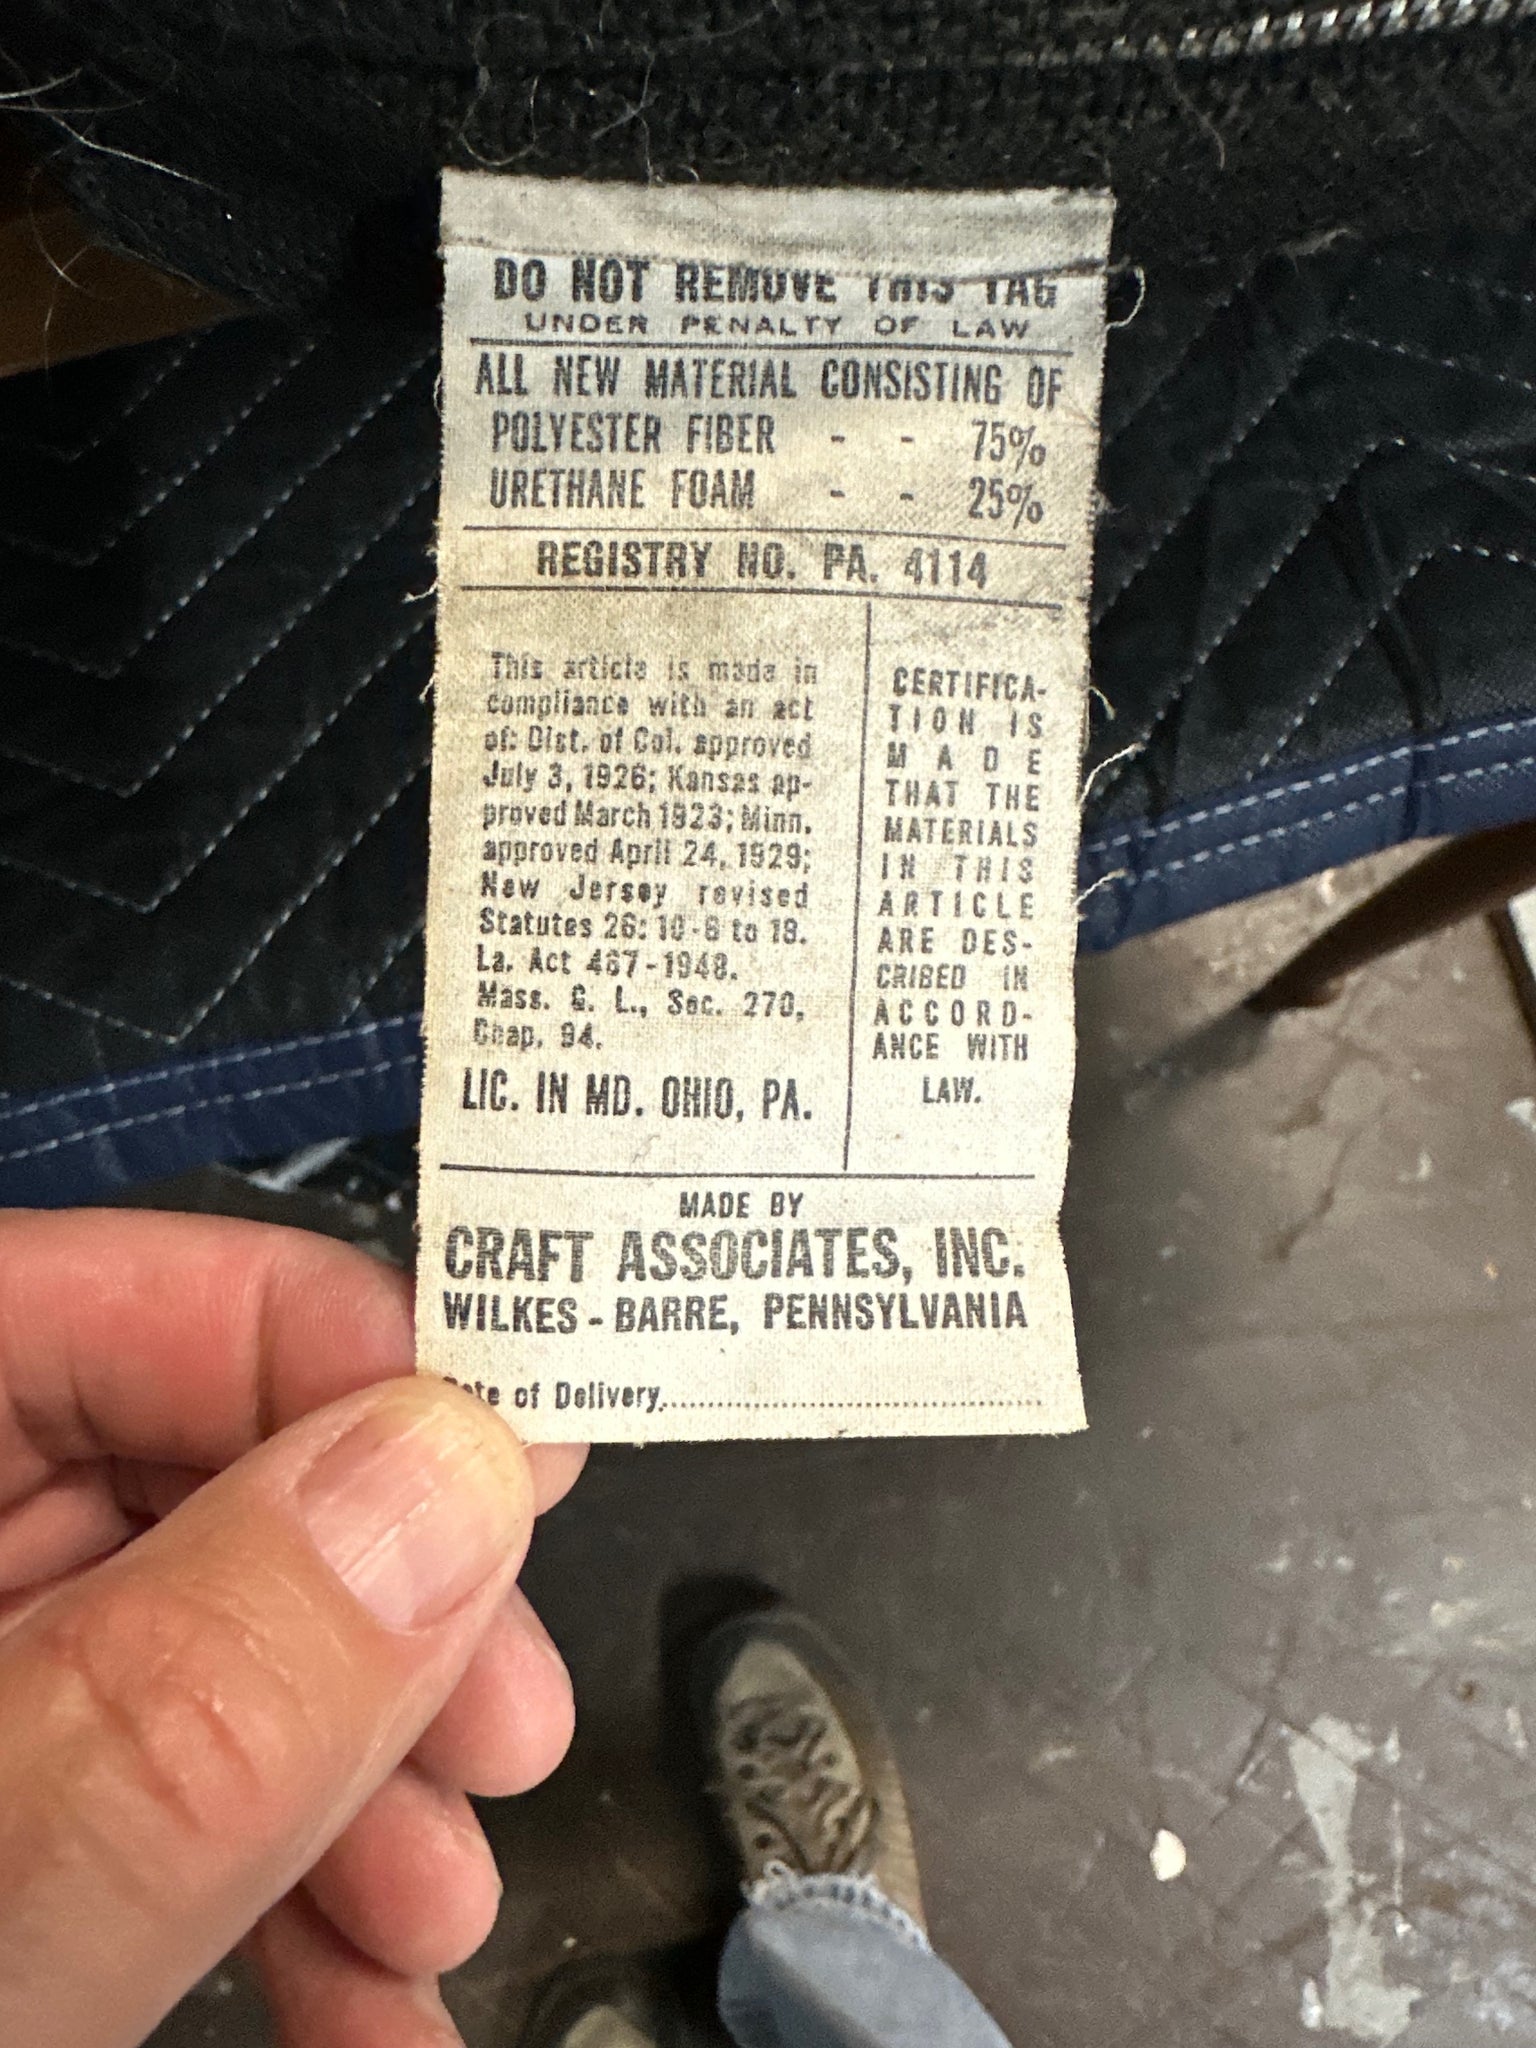 DO NOT REMOVE THIS TAG
UNDER PENALTY OF LAW
ALL NEW MATERIAL CONSISTING OF
POLYESTER FIBER - - 75%
URETHANE FOAM - - 25%
REGISTRY NO. PA. 4114
This article is made in
compliance with an act
of: Dist. of Col. approved
July 3, 1926; Kansas ap-
proved March 1923; Minn.
approved April 24, 1929;
New Jersey revised
Statutes 26: 10-6 to 18.
La. Act 467-1948.
Mass. G. L., Sec. 270,
Chap. 94.
LIC. IN MD. OHIO, PA.
CERTIFICA-
TION IS
MADE
THAT THE
MATERIALS
IN THIS
ARTICLE
ARE DES-
CRIBED IN
ACCORD-
ANCE WITH
LAW.
MADE BY
CRAFT ASSOCIATES, INC.
WILKES - BARRE, PENNSYLVANIA
Date of Delivery........................................